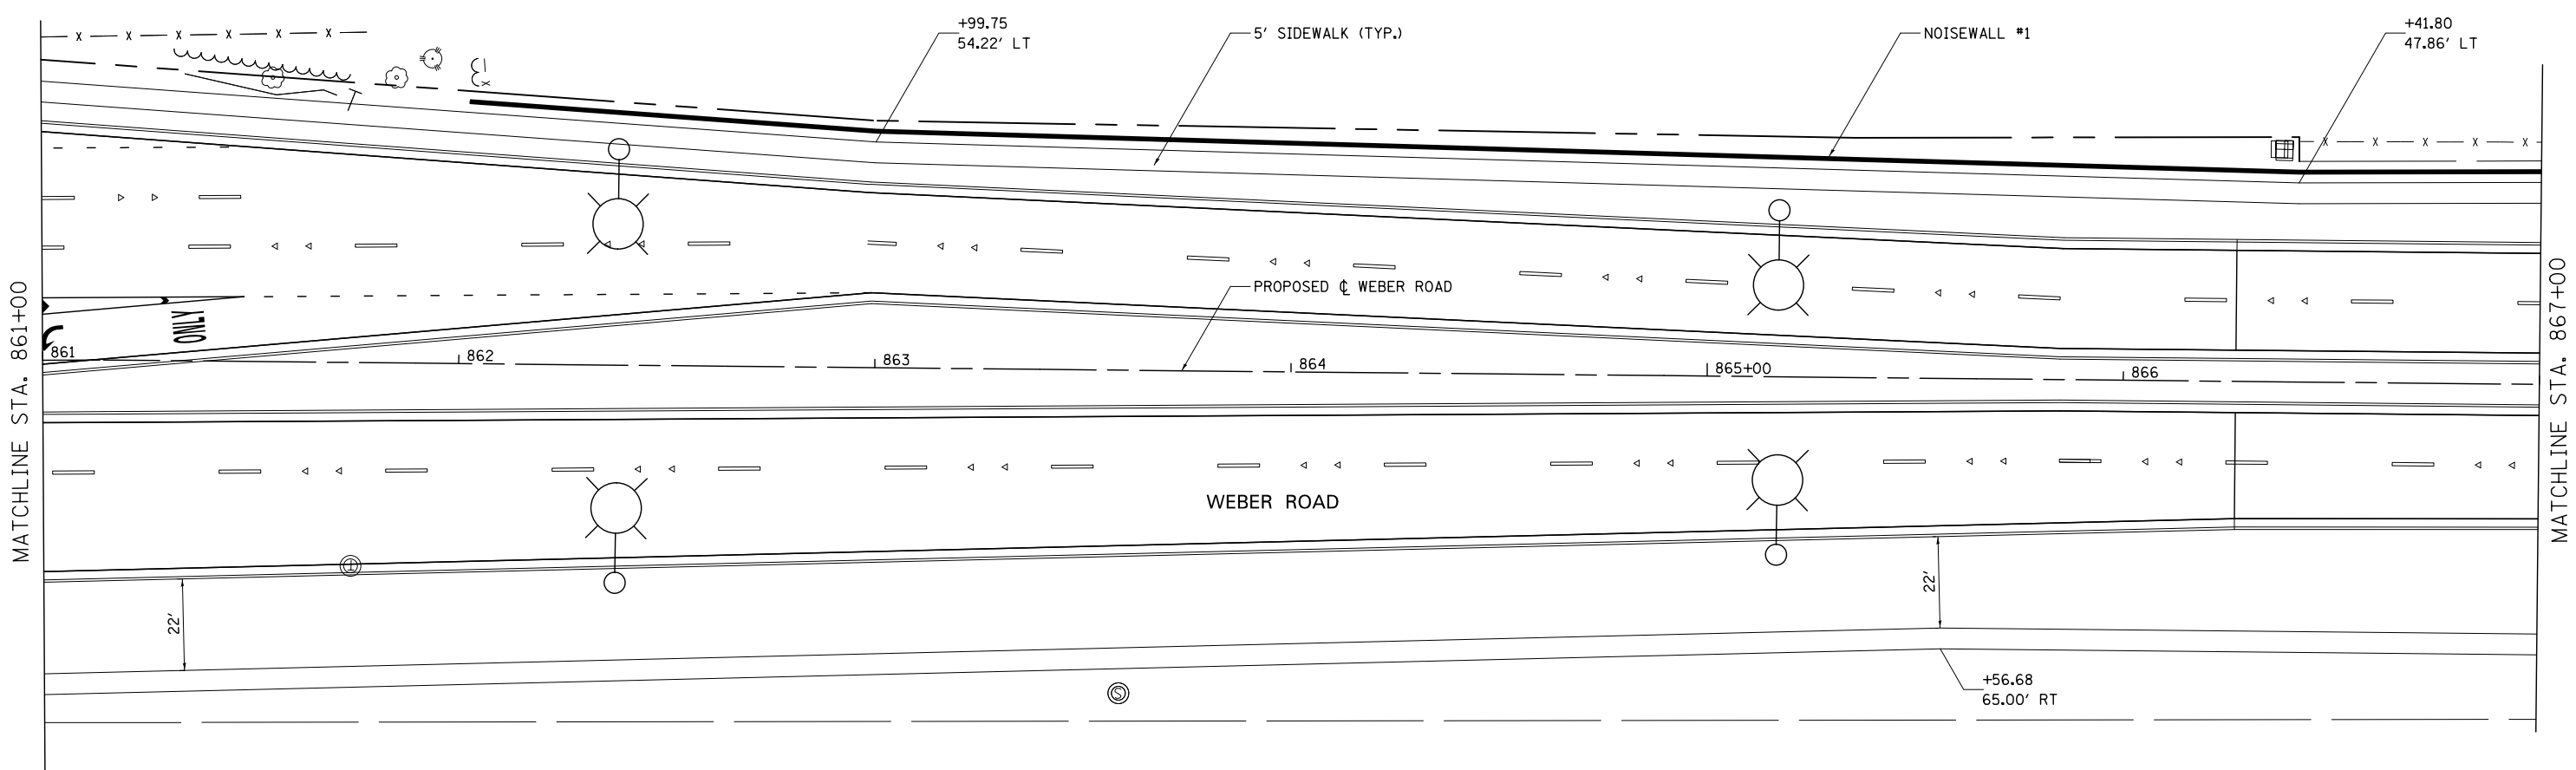 +99.75
54.22' LT
5' SIDEWALK (TYP.)
NOISEWALL #1
+41.80
47.86' LT
MATCHLINE STA. 861+00
MATCHLINE STA. 867+00
PROPOSED ℄ WEBER ROAD
ONLY
861
862
863
864
865+00
866
WEBER ROAD
22'
22'
+56.68
65.00' RT
X X X X X X
X
X X X X X
S